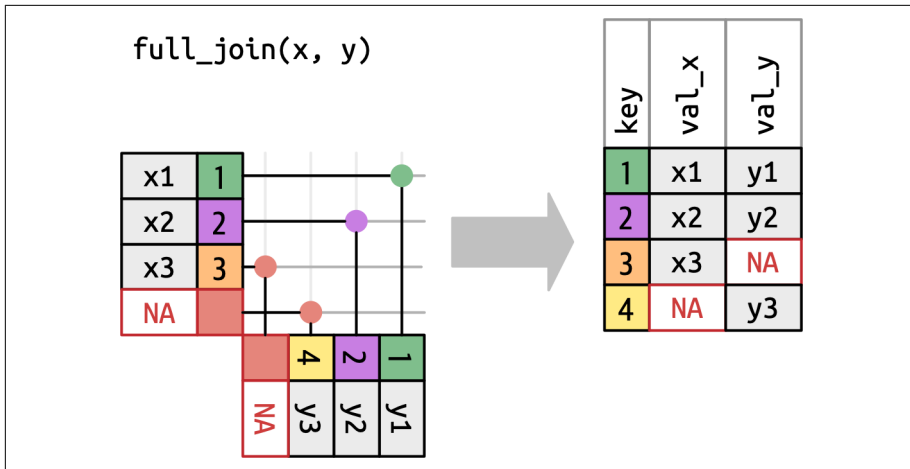 full_join(x, y)
x1 1
x2 2
x3 3
NA
4 2 1
NA y3 y2 y1
key val_x val_y
1 x1 y1
2 x2 y2
3 x3 NA
4 NA y3